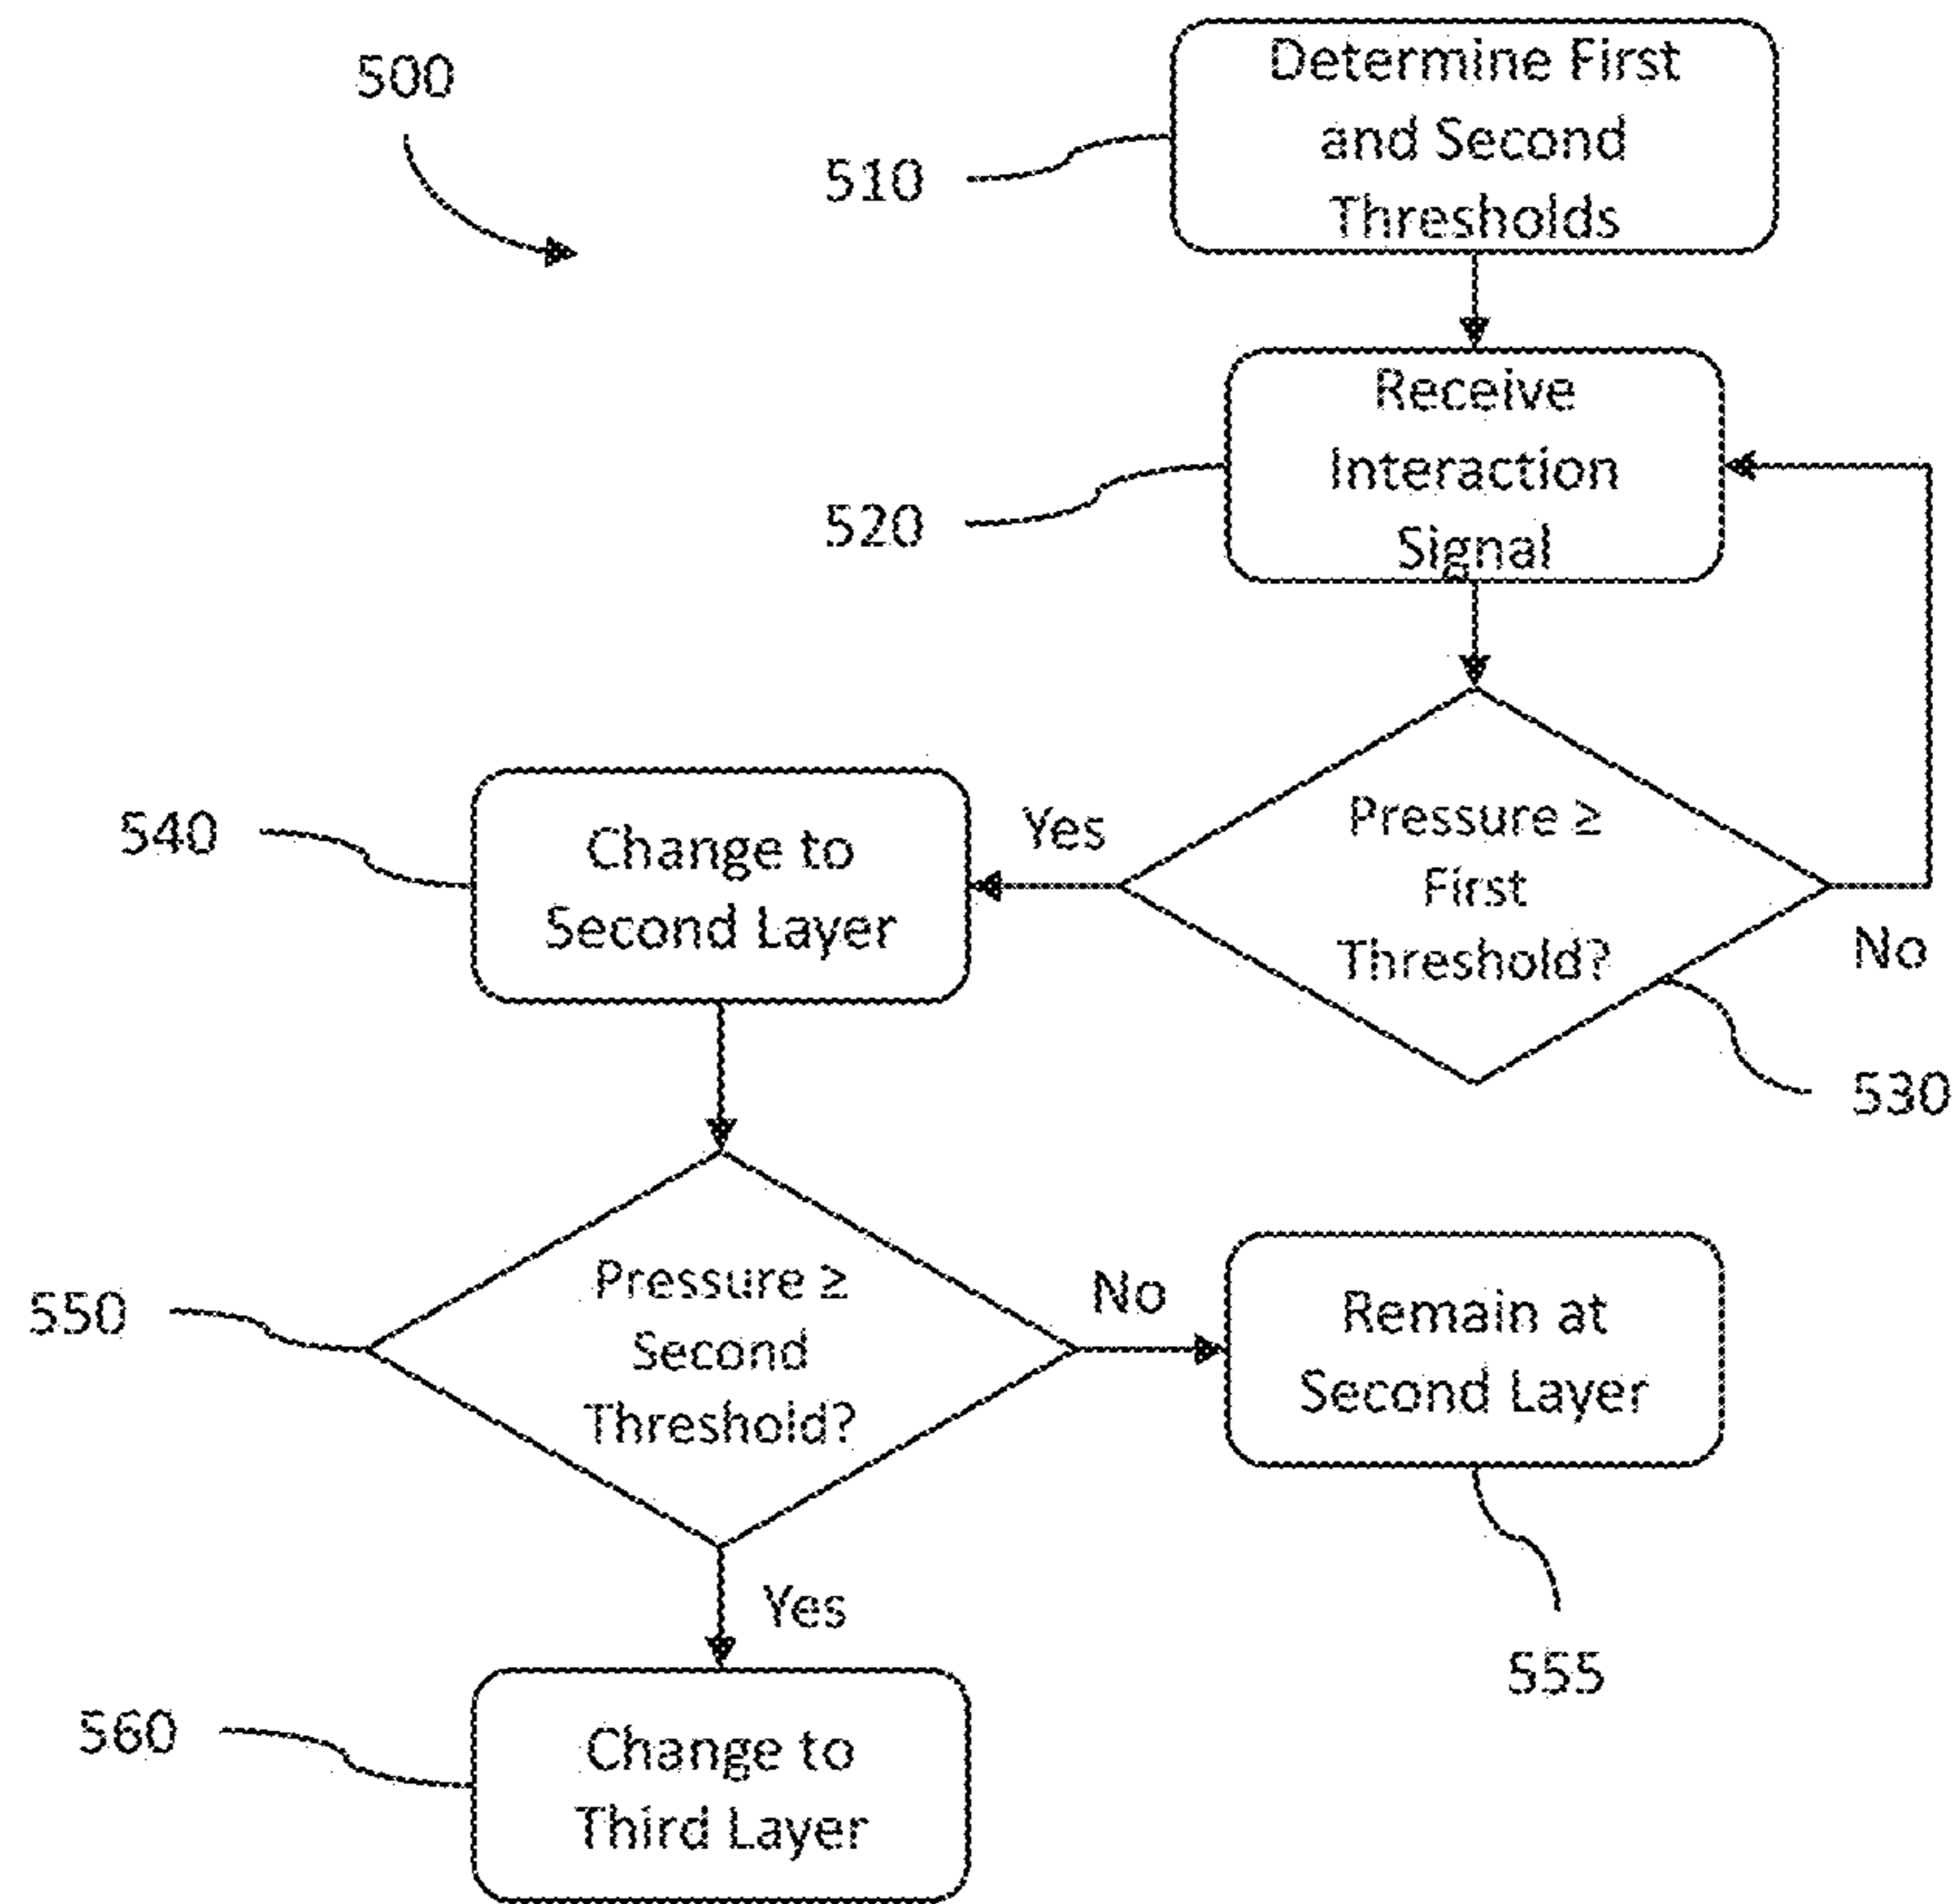 500
Determine First
and Second
Thresholds
510
Receive
Interaction
Signal
520
Pressure ≥
First
Threshold?
Yes
No
530
540
Change to
Second Layer
550
Pressure ≥
Second
Threshold?
No
Yes
Remain at
Second Layer
555
560
Change to
Third Layer